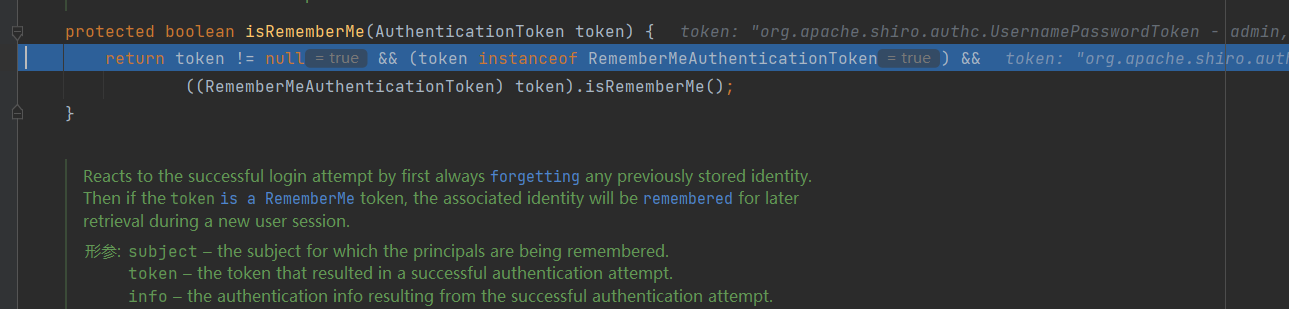 protected boolean isRememberMe(AuthenticationToken token) {   token: "org.apache.shiro.authc.UsernamePasswordToken - admin,
return token != null = true && (token instanceof RememberMeAuthenticationToken = true ) &&   token: "org.apache.shiro.auth
((RememberMeAuthenticationToken) token).isRememberMe();
}
Reacts to the successful login attempt by first always forgetting any previously stored identity.
Then if the token is a RememberMe token, the associated identity will be remembered for later
retrieval during a new user session.
形参: subject – the subject for which the principals are being remembered.
token – the token that resulted in a successful authentication attempt.
info – the authentication info resulting from the successful authentication attempt.